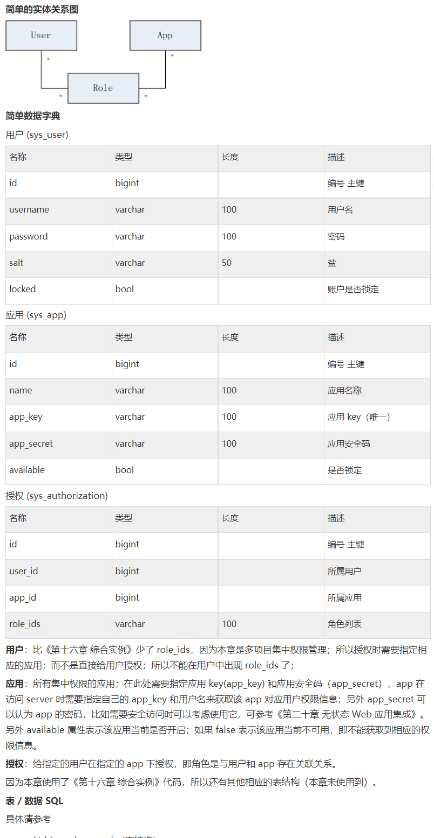 简单的实体关系图
User
App
*
*
*
*
Role
简单数据字典
用户 (sys_user)
名称 类型 长度 描述
id bigint 编号 主键
username varchar 100 用户名
password varchar 100 密码
salt varchar 50 盐
locked bool 账户是否锁定
应用 (sys_app)
名称 类型 长度 描述
id bigint 编号 主键
name varchar 100 应用名称
app_key varchar 100 应用 key（唯一）
app_secret varchar 100 应用安全码
available bool 是否锁定
授权 (sys_authorization)
名称 类型 长度 描述
id bigint 编号 主键
user_id bigint 所属用户
app_id bigint 所属应用
role_ids varchar 100 角色列表
用户：比《第十六章 综合实例》少了 role_ids，因为本章是多项目集中权限管理；所以授权时需要指定相
应的应用；而不是直接给用户授权；所以不能在用户中出现 role_ids 了；
应用：所有集中权限的应用；在此处需要指定应用 key(app_key) 和应用安全码（app_secret），app 在
访问 server 时需要指定自己的 app_key 和用户名来获取该 app 对应用户权限信息；另外 app_secret 可
以认为 app 的密码，比如需要安全访问时可以考虑使用它，可参考《第二十章 无状态 Web 应用集成》。
另外 available 属性表示该应用当前是否开启；如果 false 表示该应用当前不可用，即不能获取到相应的权
限信息。
授权：给指定的用户在指定的 app 下授权，即角色是与用户和 app 存在关联关系。
因为本章使用了《第十六章 综合实例》代码，所以还有其他相应的表结构（本章未使用到）。
表 / 数据 SQL
具体请参考